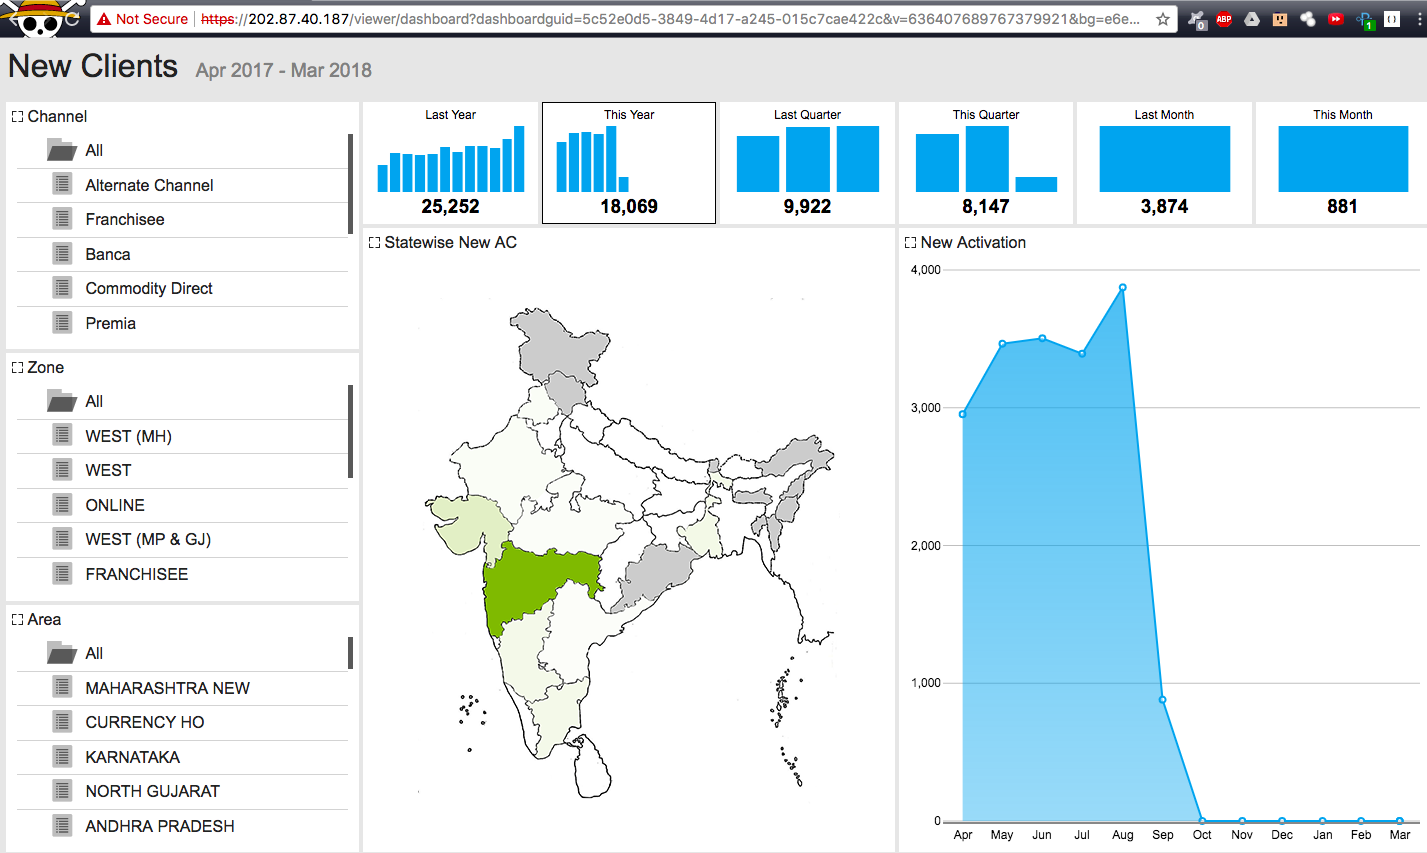 Not Secure https://202.87.40.187/viewer/dashboard?dashboardguid=5c52e0d5-3849-4d17-a245-015c7cae422c&v=636407689767379921&bg=e6e...
0 ABP 1
New Clients Apr 2017 - Mar 2018
Channel
All
Alternate Channel
Franchisee
Banca
Commodity Direct
Premia
Zone
All
WEST (MH)
WEST
ONLINE
WEST (MP & GJ)
FRANCHISEE
Area
All
MAHARASHTRA NEW
CURRENCY HO
KARNATAKA
NORTH GUJARAT
ANDHRA PRADESH
Last Year
25,252
This Year
18,069
Last Quarter
9,922
This Quarter
8,147
Last Month
3,874
This Month
881
Statewise New AC
New Activation
4,000
3,000
2,000
1,000
0
Apr May Jun Jul Aug Sep Oct Nov Dec Jan Feb Mar